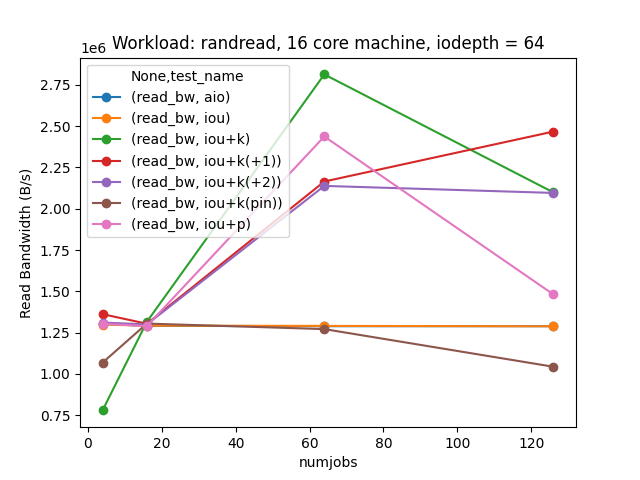 Workload: randread, 16 core machine, iodepth = 64
1e6
None,test_name
(read_bw, aio)
(read_bw, iou)
(read_bw, iou+k)
(read_bw, iou+k(+1))
(read_bw, iou+k(+2))
(read_bw, iou+k(pin))
(read_bw, iou+p)
Read Bandwidth (B/s)
2.75
2.50
2.25
2.00
1.75
1.50
1.25
1.00
0.75
0 20 40 60 80 100 120
numjobs